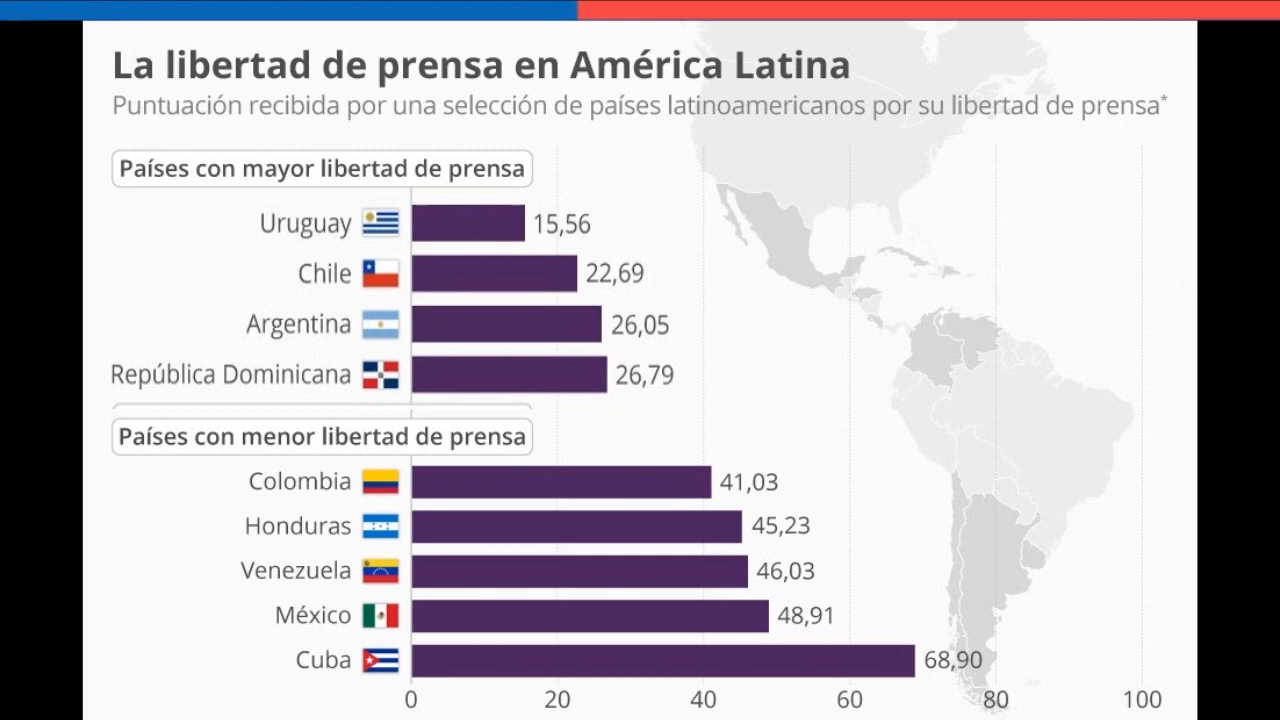 La libertad de prensa en América Latina
Puntuación recibida por una selección de países latinoamericanos por su libertad de prensa*
Países con mayor libertad de prensa
Uruguay 15,56
Chile 22,69
Argentina 26,05
República Dominicana 26,79
Países con menor libertad de prensa
Colombia 41,03
Honduras 45,23
Venezuela 46,03
México 48,91
Cuba 68,90
0 20 40 60 80 100